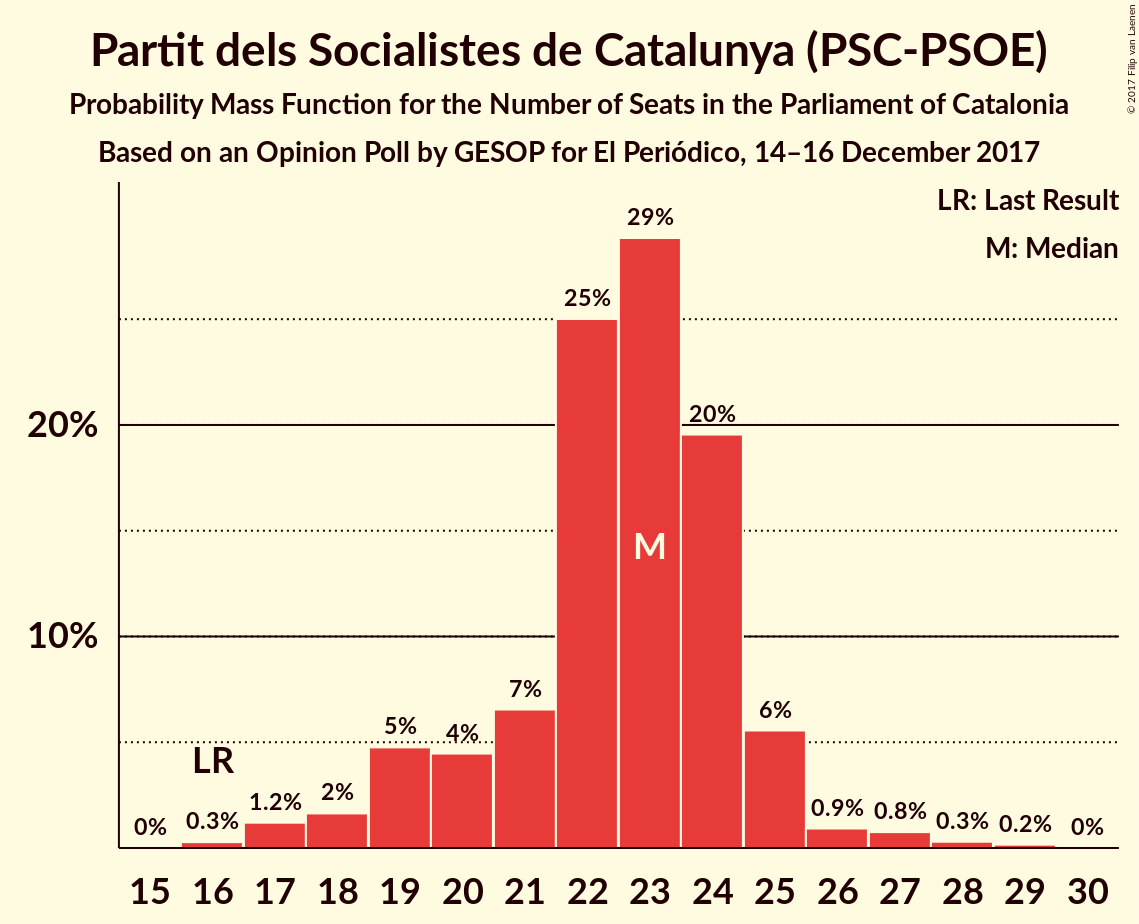 Partit dels Socialistes de Catalunya (PSC-PSOE)
Probability Mass Function for the Number of Seats in the Parliament of Catalonia
Based on an Opinion Poll by GESOP for El Periódico, 14–16 December 2017
© 2017 Filip van Laenen
LR: Last Result
M: Median
29%
25%
20%
20%
M
10%
7%
6%
5%
4%
LR
2%
1.2%
0.9%
0.8%
0.3%
0.3%
0.2%
0%
0%
15 16 17 18 19 20 21 22 23 24 25 26 27 28 29 30